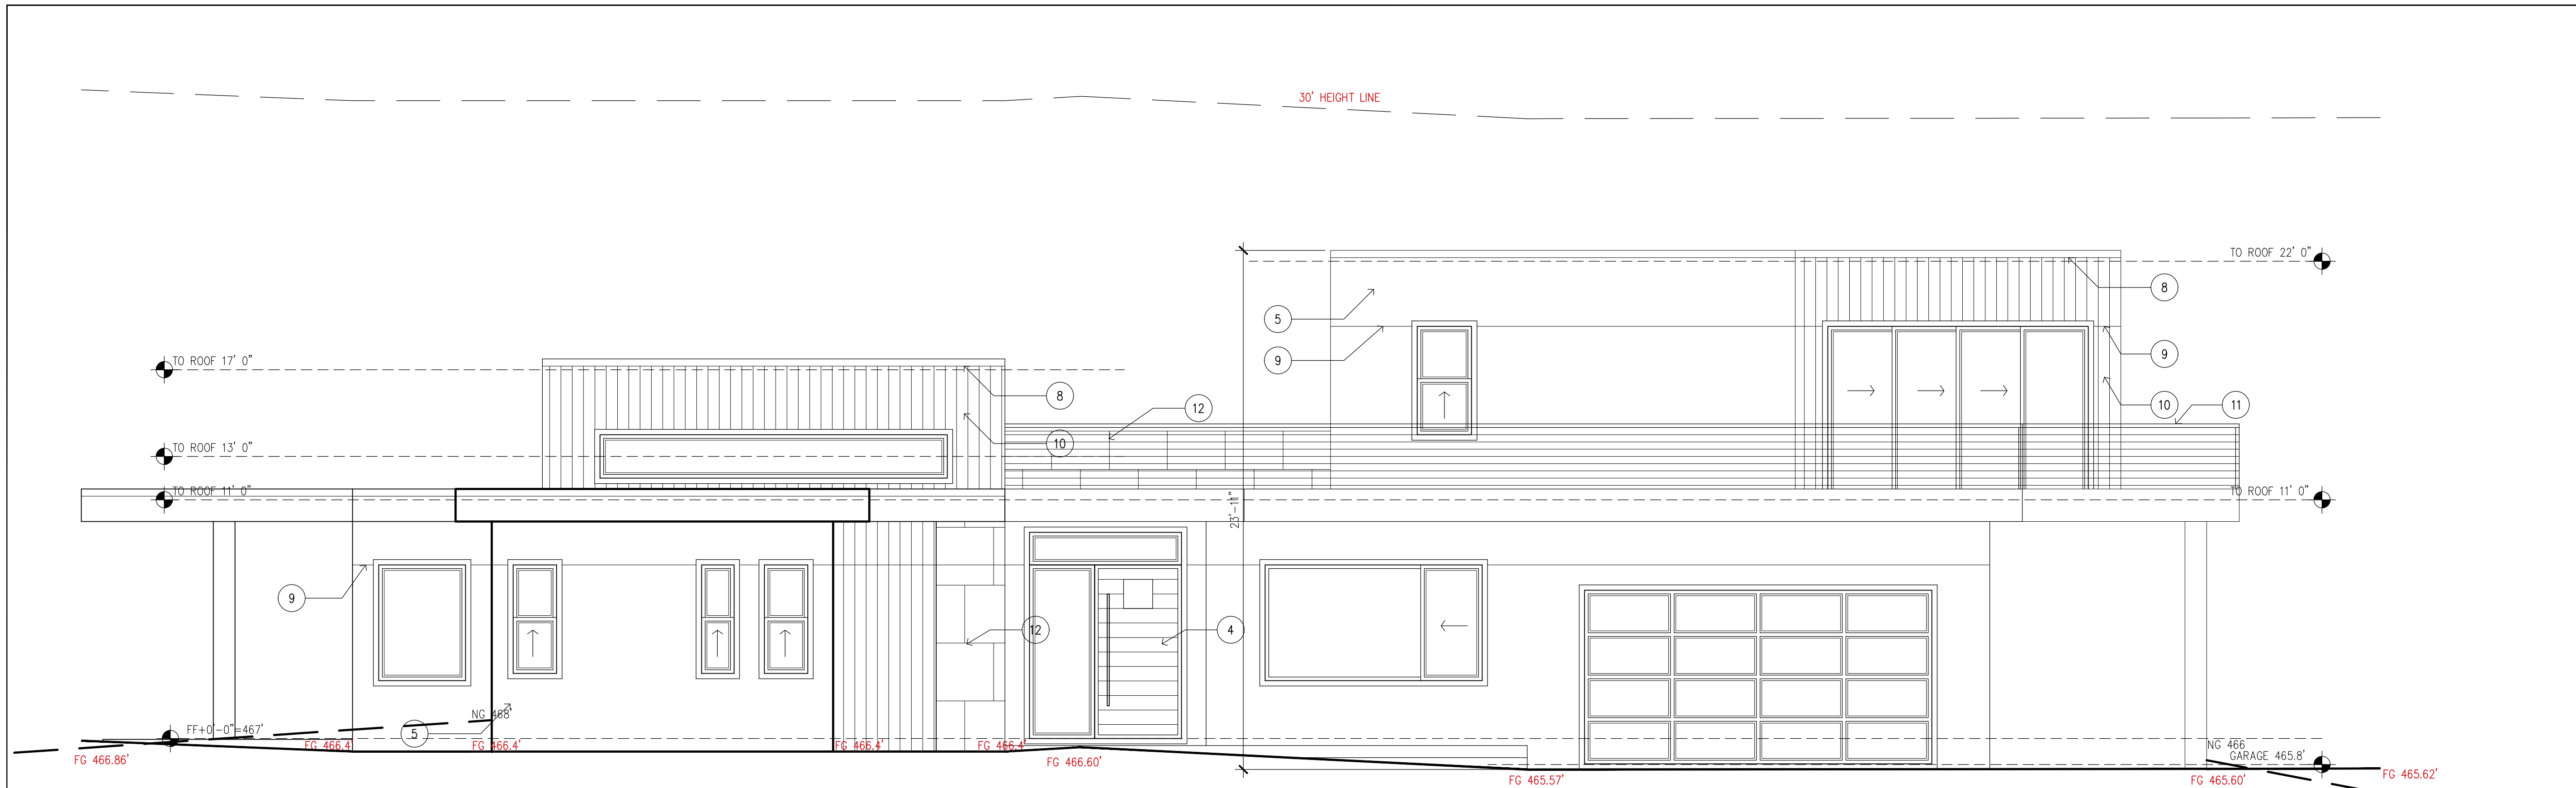 30' HEIGHT LINE
TO ROOF 22' 0"
8
5
9
9
TO ROOF 17' 0"
8
12
10
11
10
TO ROOF 13' 0"
TO ROOF 11' 0"
TO ROOF 11' 0"
23'-11"
9
12
4
NG 468'
FF+0'-0"=467'
5
FG 466.4'
FG 466.4'
FG 466.4'
FG 466.4'
NG 466
GARAGE 465.8'
FG 466.86'
FG 466.60'
FG 465.57'
FG 465.60'
FG 465.62'